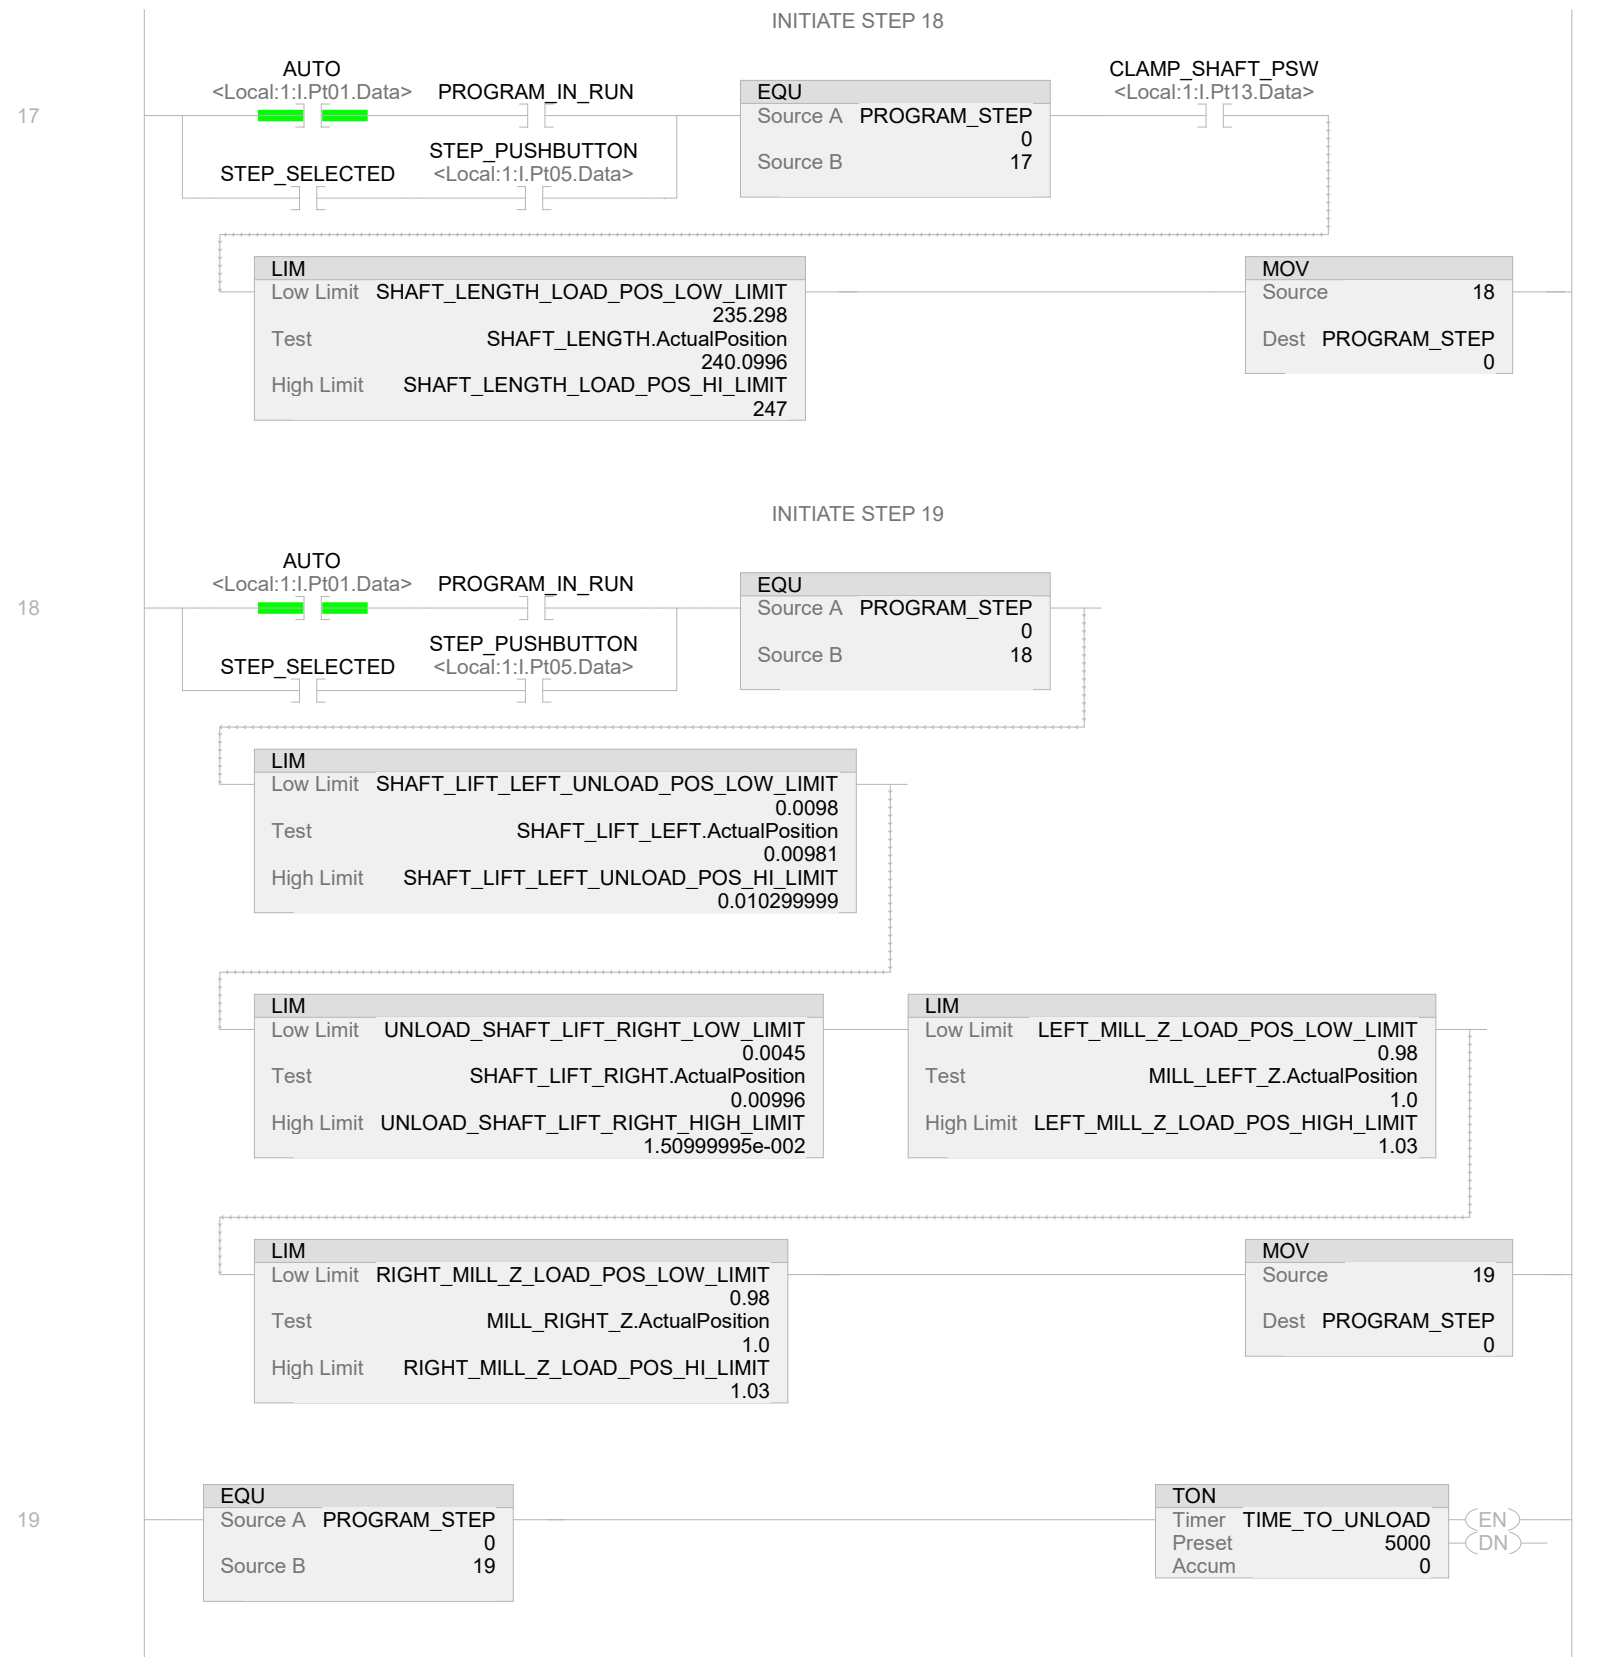 INITIATE STEP 18
17
AUTO
<Local:1:I.Pt01.Data>
PROGRAM_IN_RUN
STEP_SELECTED
STEP_PUSHBUTTON
<Local:1:I.Pt05.Data>
EQU
Source A PROGRAM_STEP
0
Source B 17
CLAMP_SHAFT_PSW
<Local:1:I.Pt13.Data>
LIM
Low Limit SHAFT_LENGTH_LOAD_POS_LOW_LIMIT
235.298
Test SHAFT_LENGTH.ActualPosition
240.0996
High Limit SHAFT_LENGTH_LOAD_POS_HI_LIMIT
247
MOV
Source 18
Dest PROGRAM_STEP
0
INITIATE STEP 19
18
AUTO
<Local:1:I.Pt01.Data>
PROGRAM_IN_RUN
STEP_SELECTED
STEP_PUSHBUTTON
<Local:1:I.Pt05.Data>
EQU
Source A PROGRAM_STEP
0
Source B 18
LIM
Low Limit SHAFT_LIFT_LEFT_UNLOAD_POS_LOW_LIMIT
0.0098
Test SHAFT_LIFT_LEFT.ActualPosition
0.00981
High Limit SHAFT_LIFT_LEFT_UNLOAD_POS_HI_LIMIT
0.010299999
LIM
Low Limit UNLOAD_SHAFT_LIFT_RIGHT_LOW_LIMIT
0.0045
Test SHAFT_LIFT_RIGHT.ActualPosition
0.00996
High Limit UNLOAD_SHAFT_LIFT_RIGHT_HIGH_LIMIT
1.50999995e-002
LIM
Low Limit LEFT_MILL_Z_LOAD_POS_LOW_LIMIT
0.98
Test MILL_LEFT_Z.ActualPosition
1.0
High Limit LEFT_MILL_Z_LOAD_POS_HIGH_LIMIT
1.03
LIM
Low Limit RIGHT_MILL_Z_LOAD_POS_LOW_LIMIT
0.98
Test MILL_RIGHT_Z.ActualPosition
1.0
High Limit RIGHT_MILL_Z_LOAD_POS_HI_LIMIT
1.03
MOV
Source 19
Dest PROGRAM_STEP
0
19
EQU
Source A PROGRAM_STEP
0
Source B 19
TON
Timer TIME_TO_UNLOAD
Preset 5000
Accum 0
EN
DN